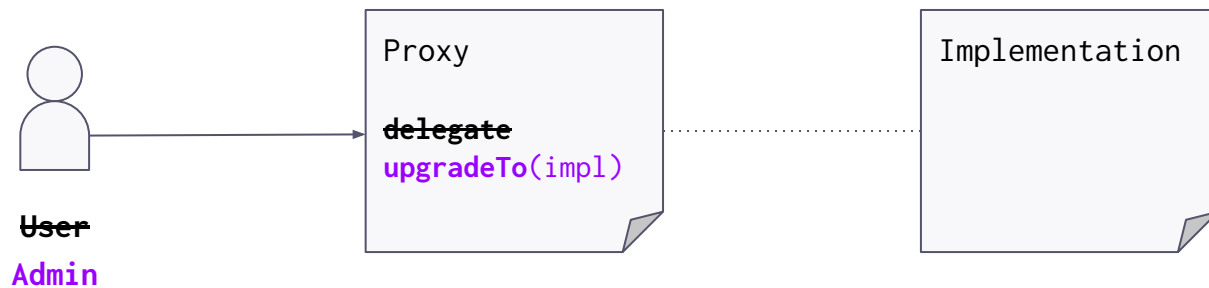 Proxy
delegate
upgradeTo(impl)
Implementation
User
Admin